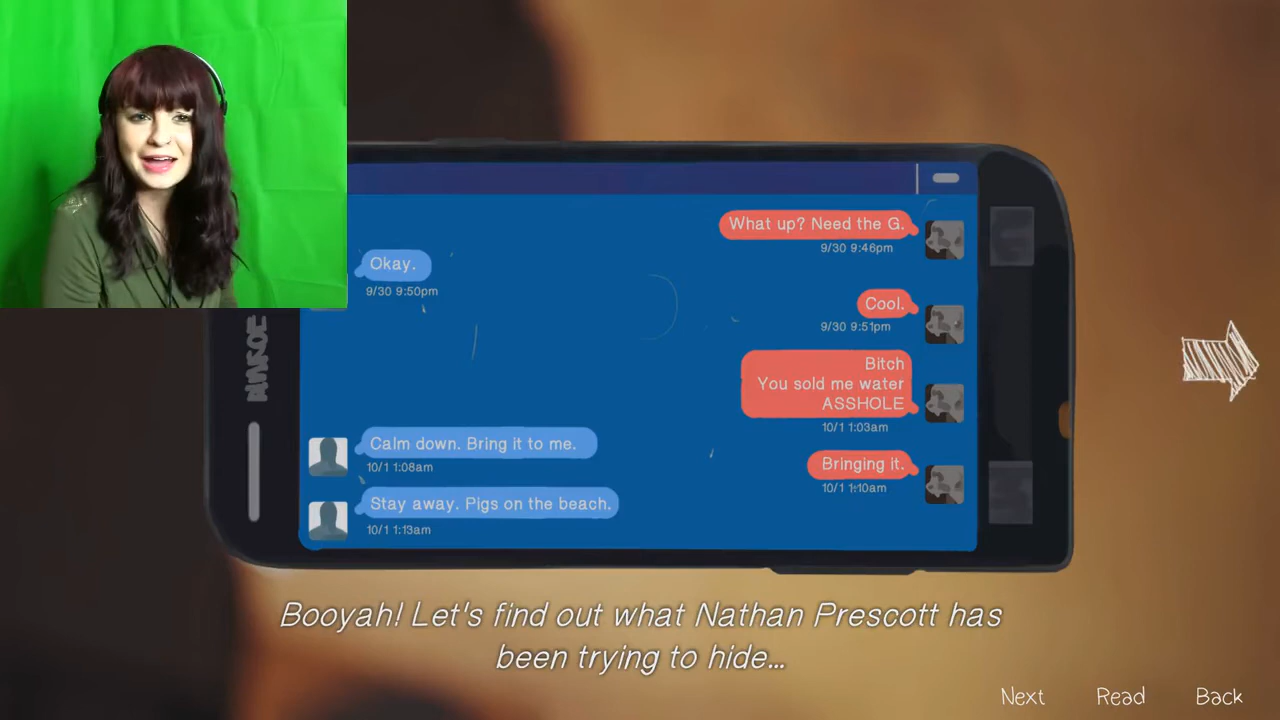 What up? Need the G.
9/30 9:46pm
Okay.
9/30 9:50pm
Cool.
9/30 9:51pm
Bitch
You sold me water
ASSHOLE
10/1 1:03am
Calm down. Bring it to me.
10/1 1:08am
Bringing it.
10/1 1:10am
Stay away. Pigs on the beach.
10/1 1:13am
Booyah! Let's find out what Nathan Prescott has
been trying to hide...
Next Read Back